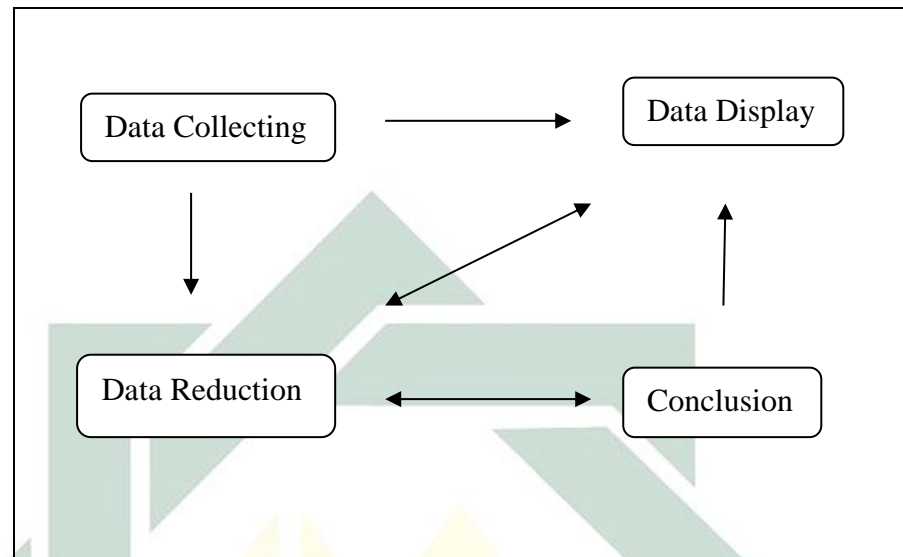 Data Collecting
Data Display
Data Reduction
Conclusion